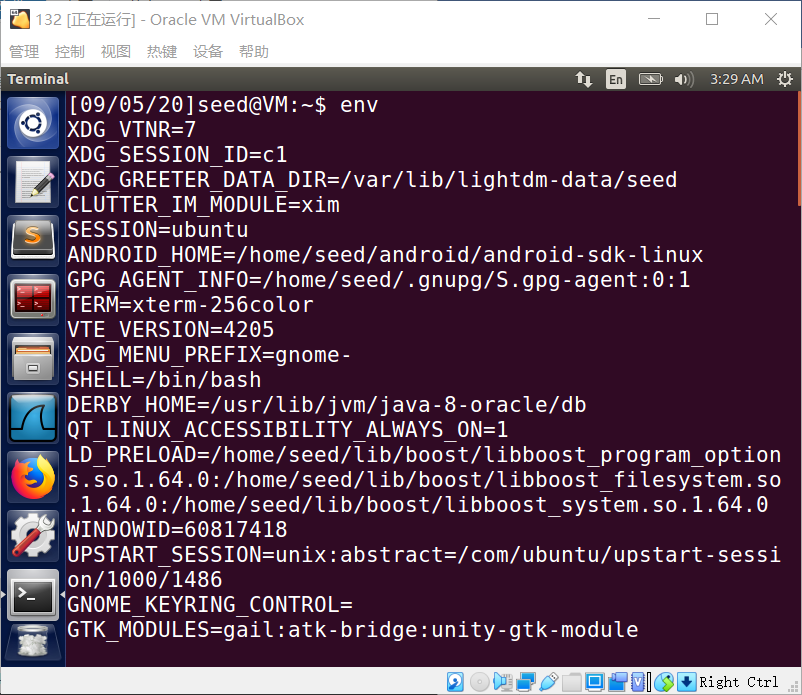 132 [正在运行] - Oracle VM VirtualBox
管理 控制 视图 热键 设备 帮助
Terminal En 3:29 AM
[09/05/20]seed@VM:~$ env
XDG_VTNR=7
XDG_SESSION_ID=c1
XDG_GREETER_DATA_DIR=/var/lib/lightdm-data/seed
CLUTTER_IM_MODULE=xim
SESSION=ubuntu
ANDROID_HOME=/home/seed/android/android-sdk-linux
GPG_AGENT_INFO=/home/seed/.gnupg/S.gpg-agent:0:1
TERM=xterm-256color
VTE_VERSION=4205
XDG_MENU_PREFIX=gnome-
SHELL=/bin/bash
DERBY_HOME=/usr/lib/jvm/java-8-oracle/db
QT_LINUX_ACCESSIBILITY_ALWAYS_ON=1
LD_PRELOAD=/home/seed/lib/boost/libboost_program_option
s.so.1.64.0:/home/seed/lib/boost/libboost_filesystem.so
.1.64.0:/home/seed/lib/boost/libboost_system.so.1.64.0
WINDOWID=60817418
UPSTART_SESSION=unix:abstract=/com/ubuntu/upstart-sessi
on/1000/1486
GNOME_KEYRING_CONTROL=
GTK_MODULES=gail:atk-bridge:unity-gtk-module
Right Ctrl